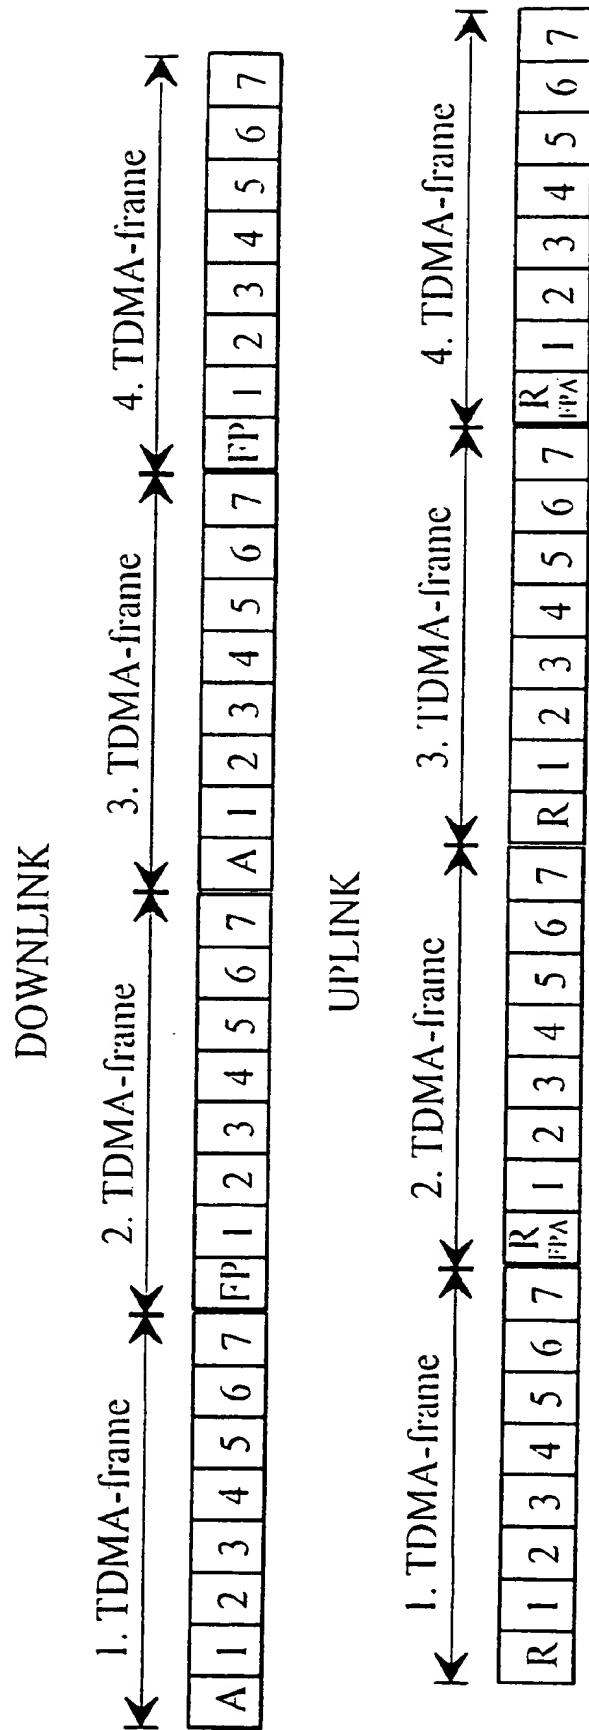 DOWNLINK
1. TDMA-frame 2. TDMA-frame 3. TDMA-frame 4. TDMA-frame
A 1 2 3 4 5 6 7 FP 1 2 3 4 5 6 7 A 1 2 3 4 5 6 7 FP 1 2 3 4 5 6 7
UPLINK
1. TDMA-frame 2. TDMA-frame 3. TDMA-frame 4. TDMA-frame
R 1 2 3 4 5 6 7 R FPA 1 2 3 4 5 6 7 R 1 2 3 4 5 6 7 R FPA 1 2 3 4 5 6 7